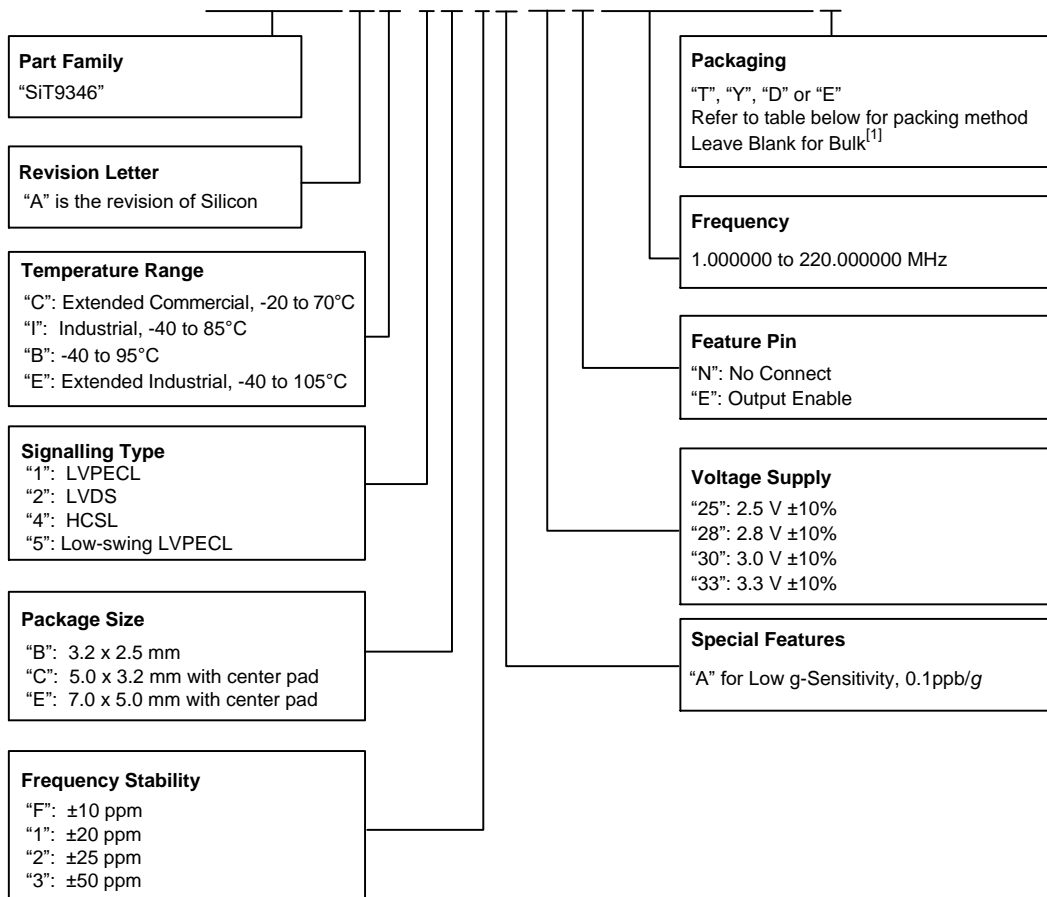 Part Family
“SiT9346”
Revision Letter
“A” is the revision of Silicon
Temperature Range
“C”: Extended Commercial, -20 to 70°C
“I”: Industrial, -40 to 85°C
“B”: -40 to 95°C
“E”: Extended Industrial, -40 to 105°C
Signalling Type
“1”: LVPECL
“2”: LVDS
“4”: HCSL
“5”: Low-swing LVPECL
Package Size
“B”: 3.2 x 2.5 mm
“C”: 5.0 x 3.2 mm with center pad
“E”: 7.0 x 5.0 mm with center pad
Frequency Stability
“F”: ±10 ppm
“1”: ±20 ppm
“2”: ±25 ppm
“3”: ±50 ppm
Packaging
“T”, “Y”, “D” or “E”
Refer to table below for packing method
Leave Blank for Bulk[1]
Frequency
1.000000 to 220.000000 MHz
Feature Pin
“N”: No Connect
“E”: Output Enable
Voltage Supply
“25”: 2.5 V ±10%
“28”: 2.8 V ±10%
“30”: 3.0 V ±10%
“33”: 3.3 V ±10%
Special Features
“A” for Low g-Sensitivity, 0.1ppb/g